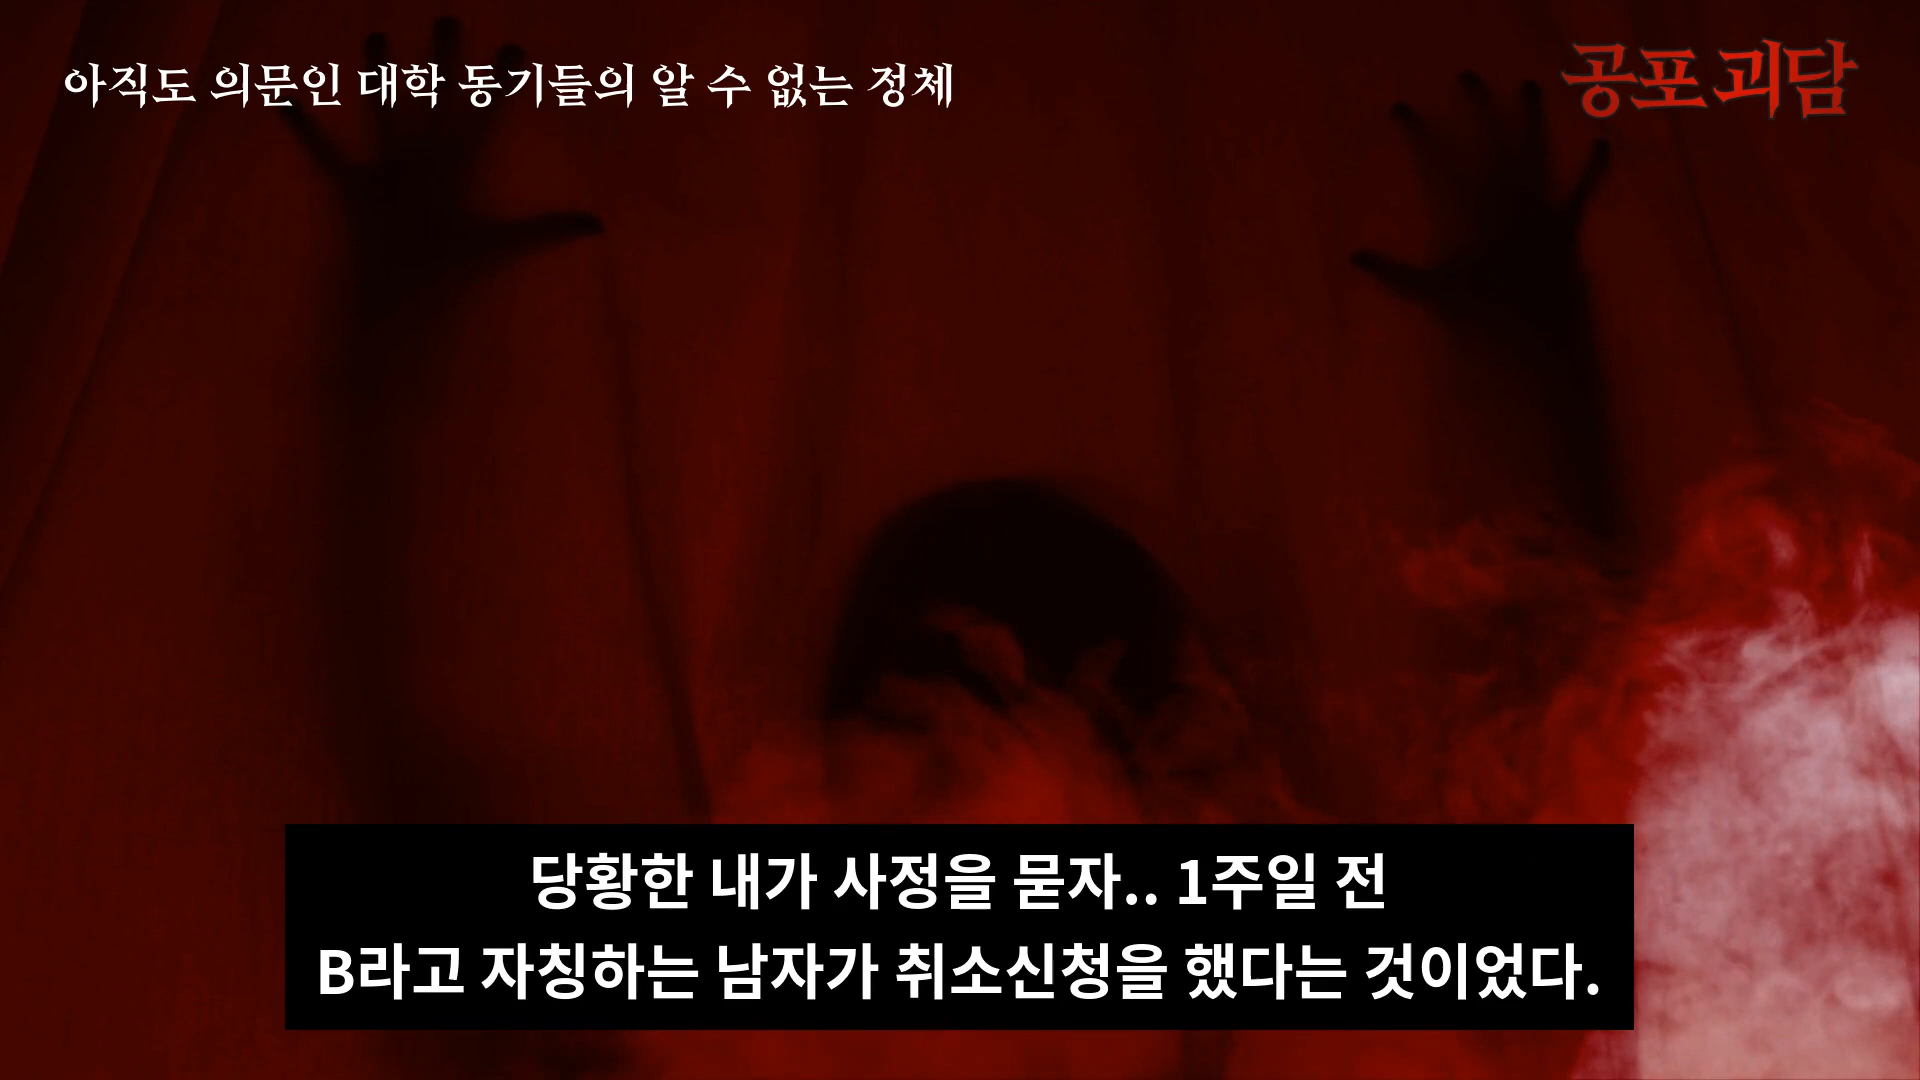 아직도 의문인 대학 동기들의 알 수 없는 정체
공포괴담
당황한 내가 사정을 묻자.. 1주일 전
B라고 자칭하는 남자가 취소신청을 했다는 것이었다.